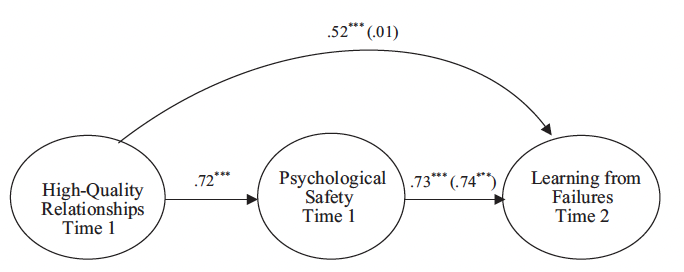 .52*** (.01)
.72***
.73*** (.74***)
High-Quality
Relationships
Time 1
Psychological
Safety
Time 1
Learning from
Failures
Time 2